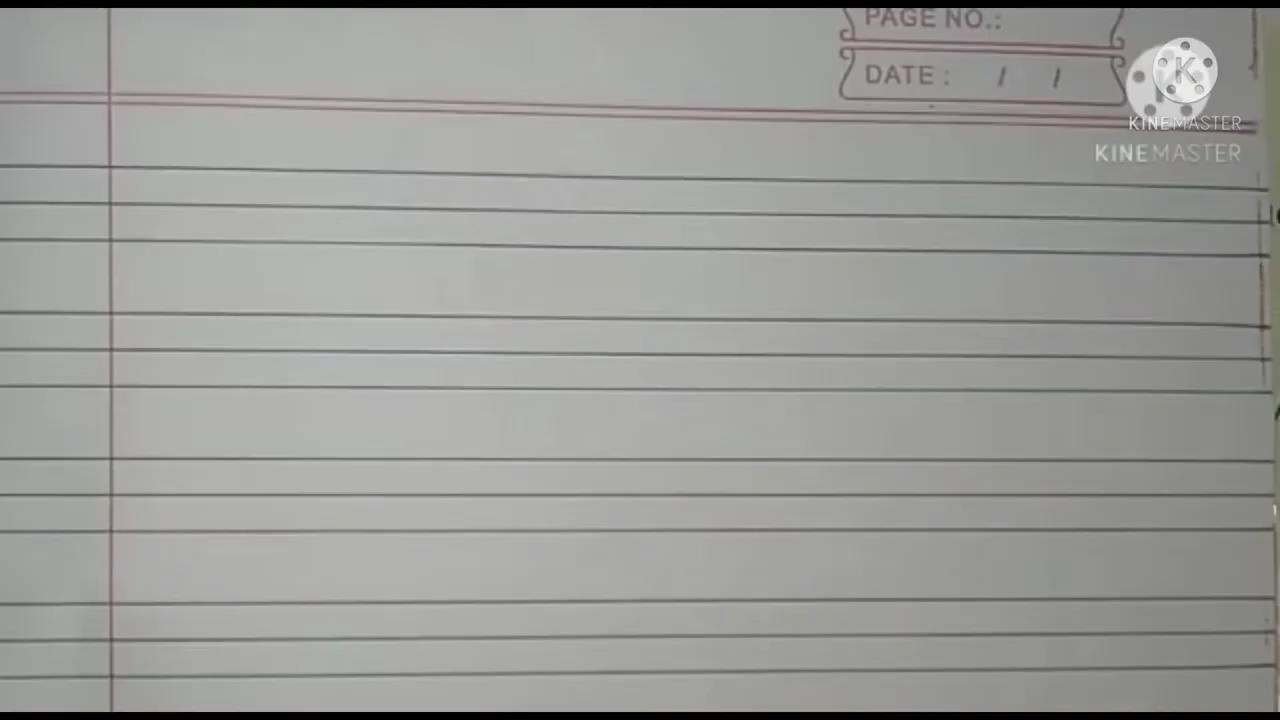 PAGE NO.:
DATE : / /
K
KINEMASTER
KINEMASTER